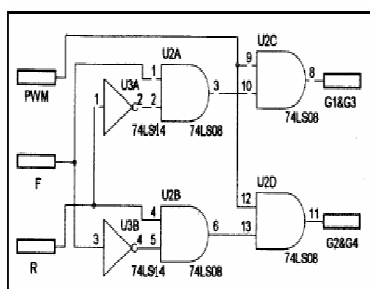 U2C
U2A
9
8
1
U3A
3
10
PWM
1
2
2
G1&G3
74LS14
74LS08
74LS08
F
U2B
U2D
12
11
4
U3B
6
13
3
4
5
G2&G4
R
74LS14
74LS08
74LS08